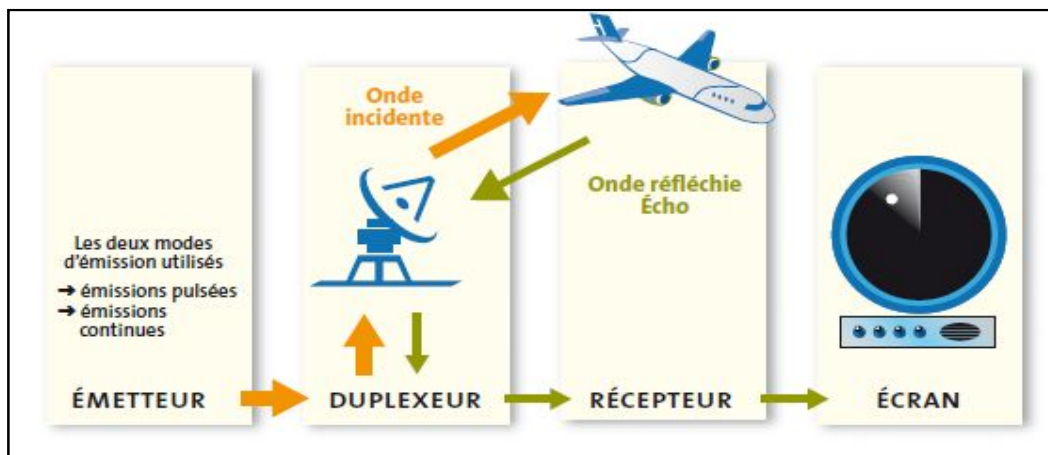 Onde
incidente
Onde réfléchie
Écho
Les deux modes
d'émission utilisés
→ émissions pulsées
→ émissions
continues
ÉMETTEUR
DUPLEXEUR
RÉCEPTEUR
ÉCRAN